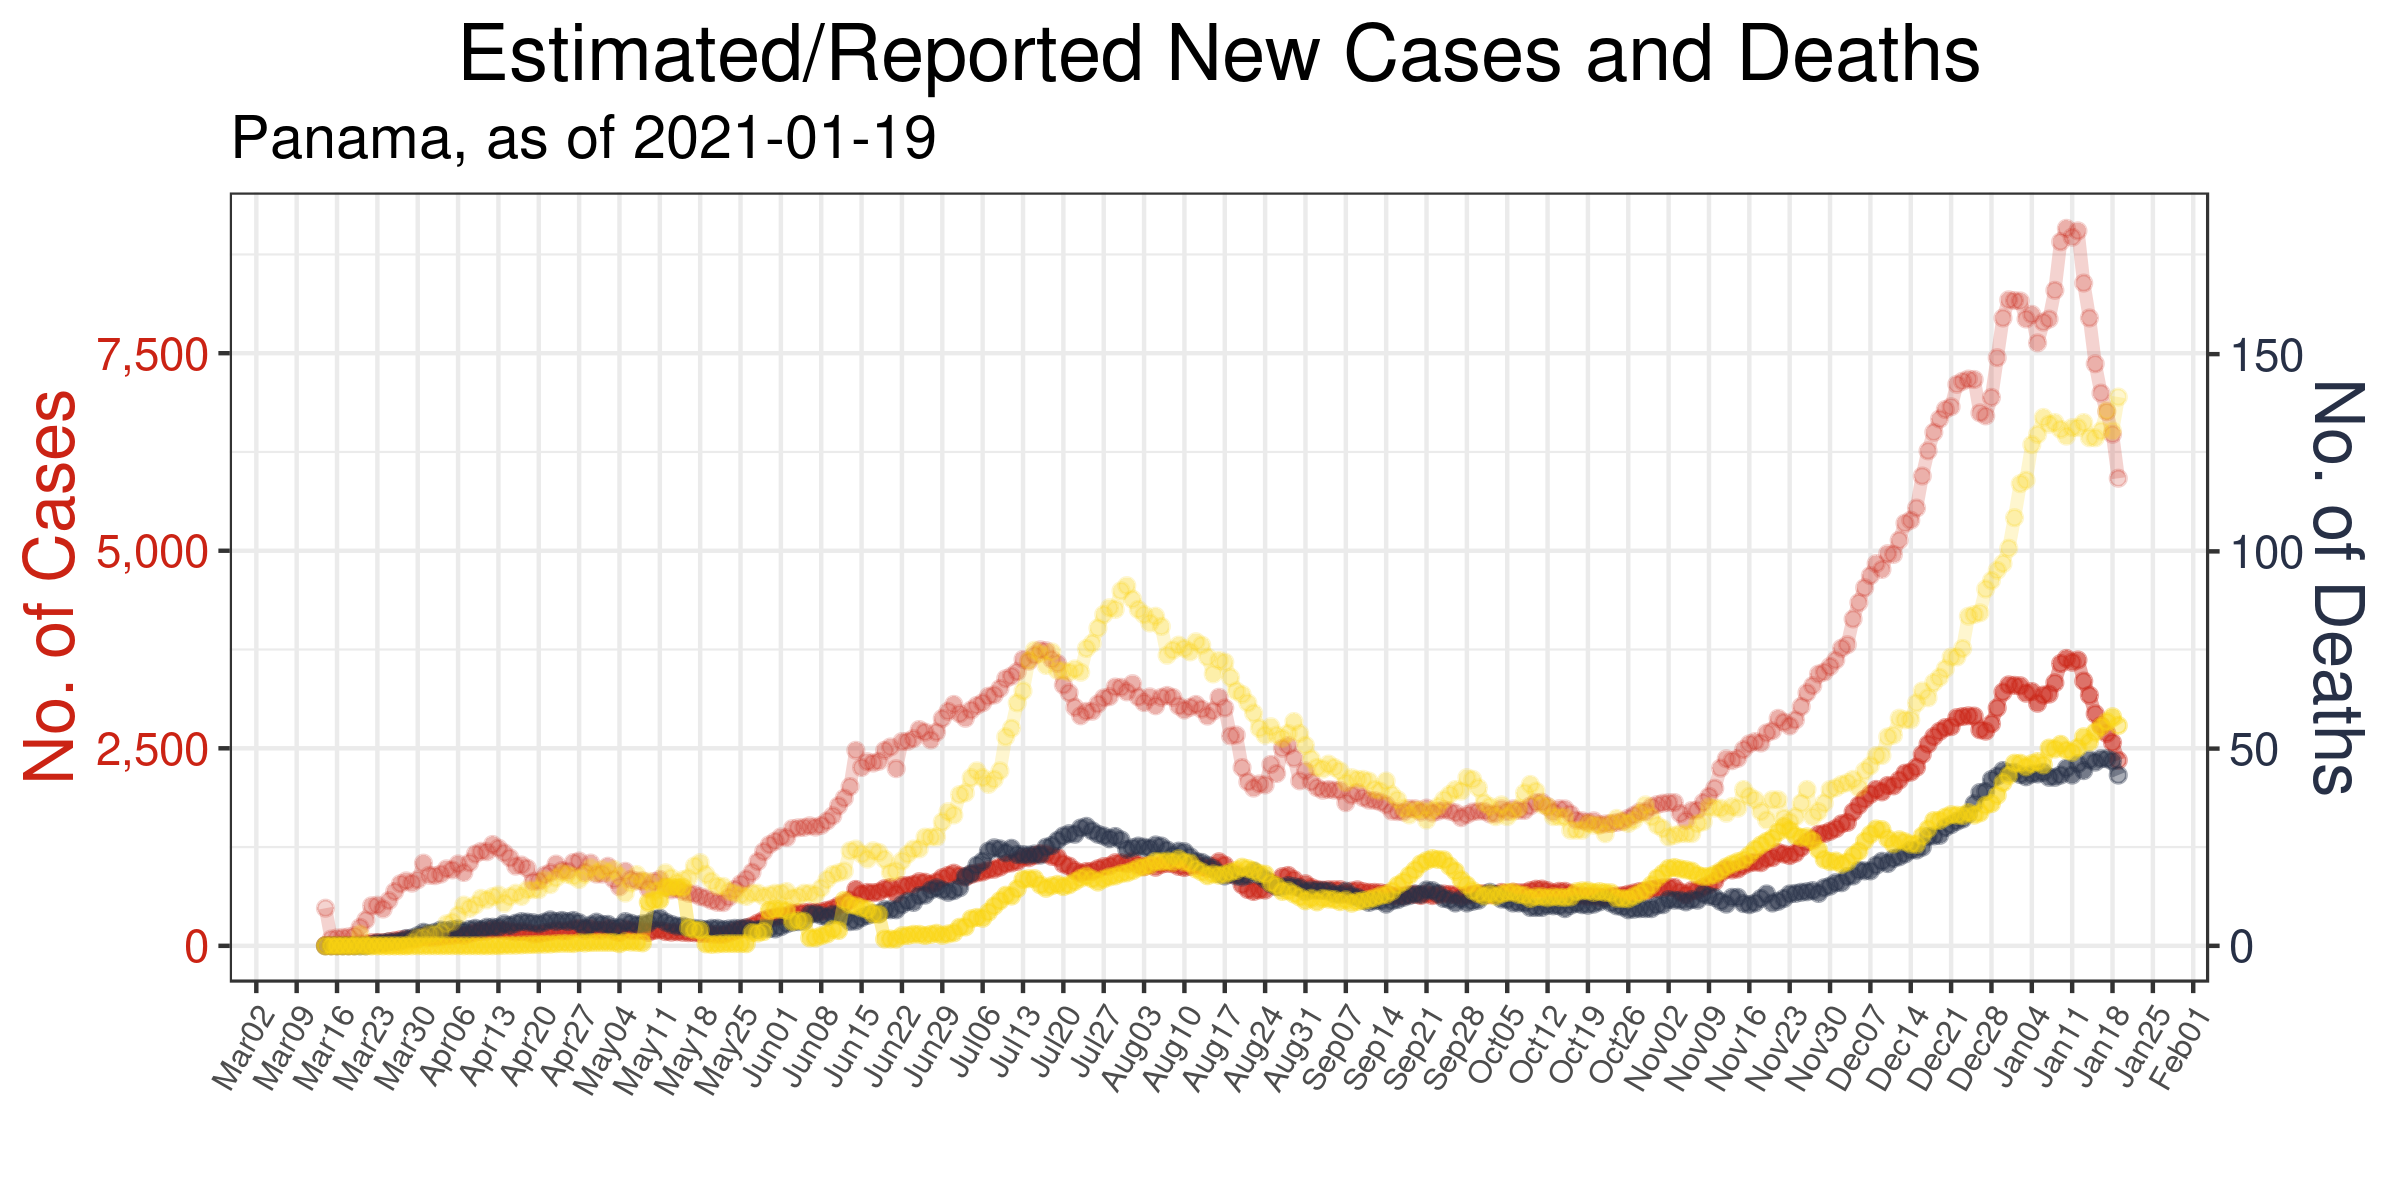 Estimated/Reported New Cases and Deaths
Panama, as of 2021-01-19
No. of Cases
7,500
5,000
2,500
0
150
100
50
0
No. of Deaths
Mar02
Mar09
Mar16
Mar23
Mar30
Apr06
Apr13
Apr20
Apr27
May04
May11
May18
May25
Jun01
Jun08
Jun15
Jun22
Jun29
Jul06
Jul13
Jul20
Jul27
Aug03
Aug10
Aug17
Aug24
Aug31
Sep07
Sep14
Sep21
Sep28
Oct05
Oct12
Oct19
Oct26
Nov02
Nov09
Nov16
Nov23
Nov30
Dec07
Dec14
Dec21
Dec28
Jan04
Jan11
Jan18
Jan25
Feb01